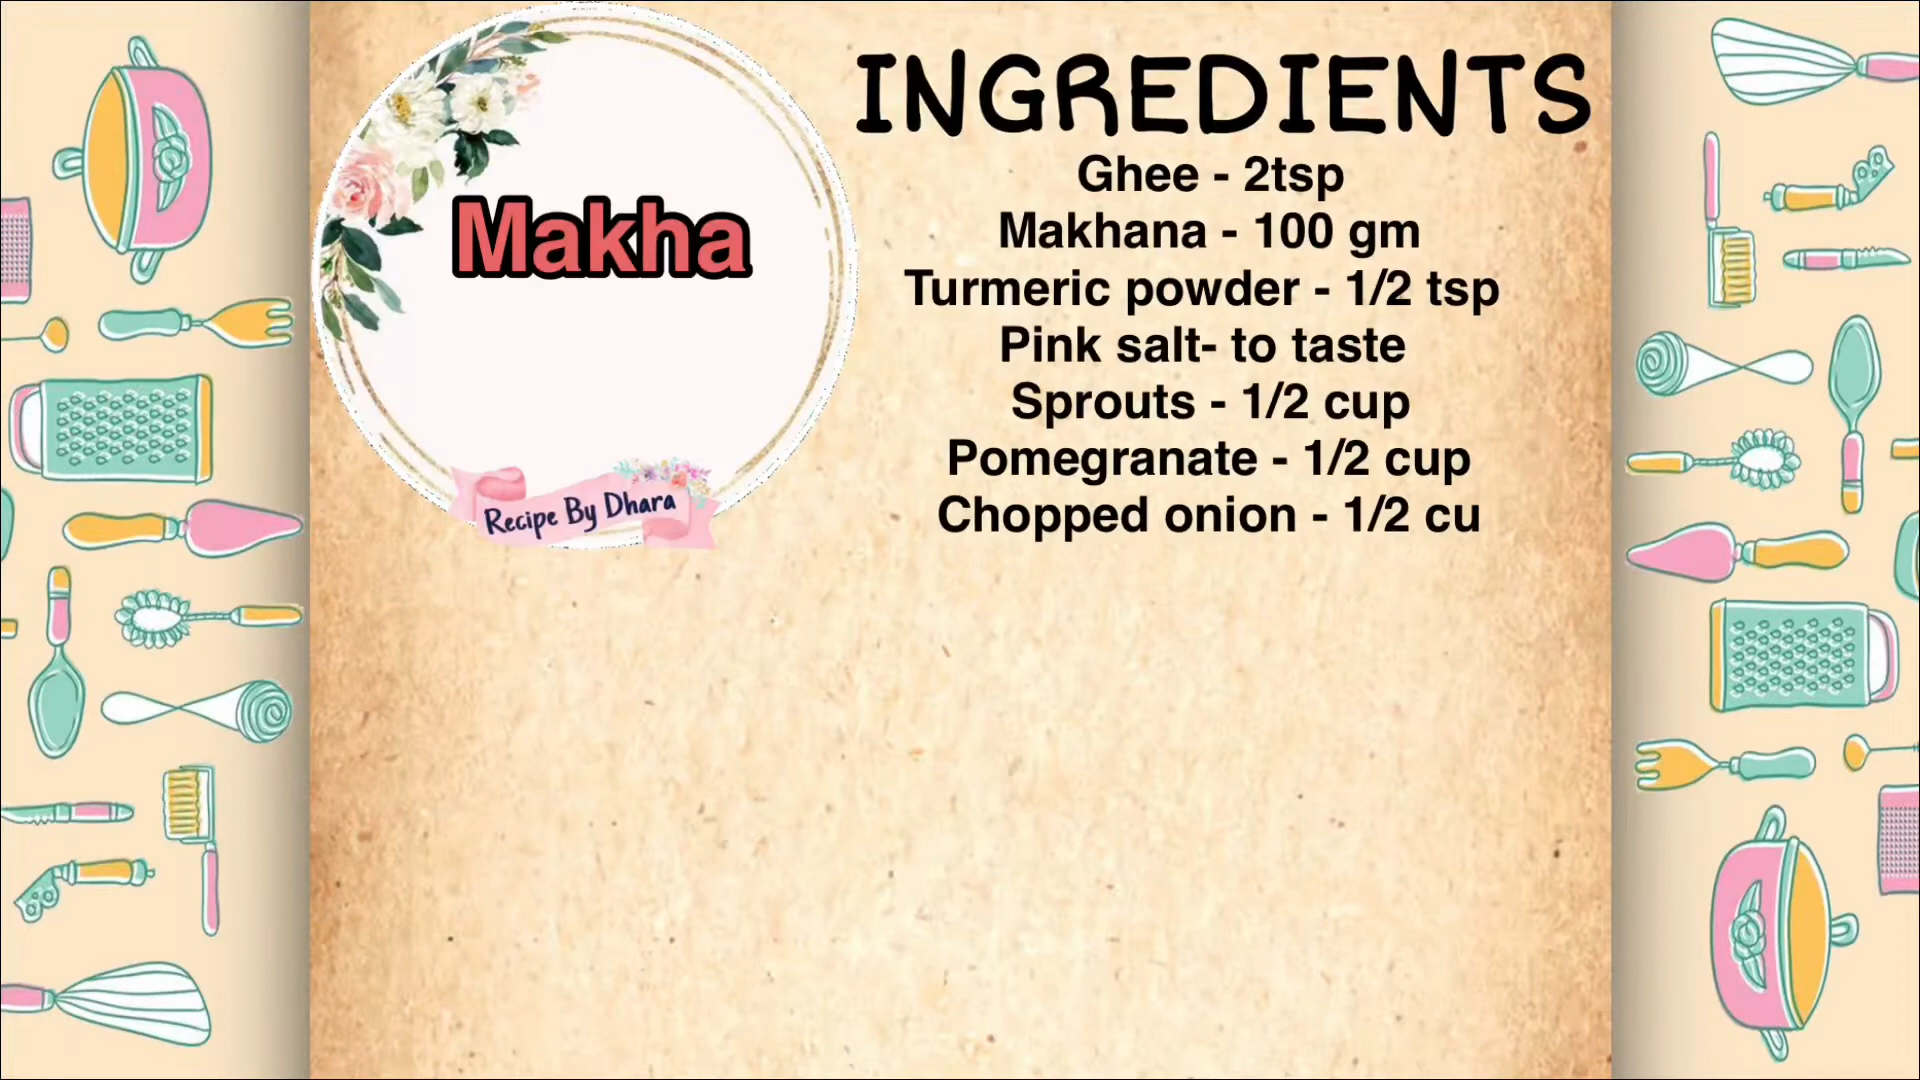 Makha
Recipe By Dhara
INGREDIENTS
Ghee - 2tsp
Makhana - 100 gm
Turmeric powder - 1/2 tsp
Pink salt- to taste
Sprouts - 1/2 cup
Pomegranate - 1/2 cup
Chopped onion - 1/2 cu